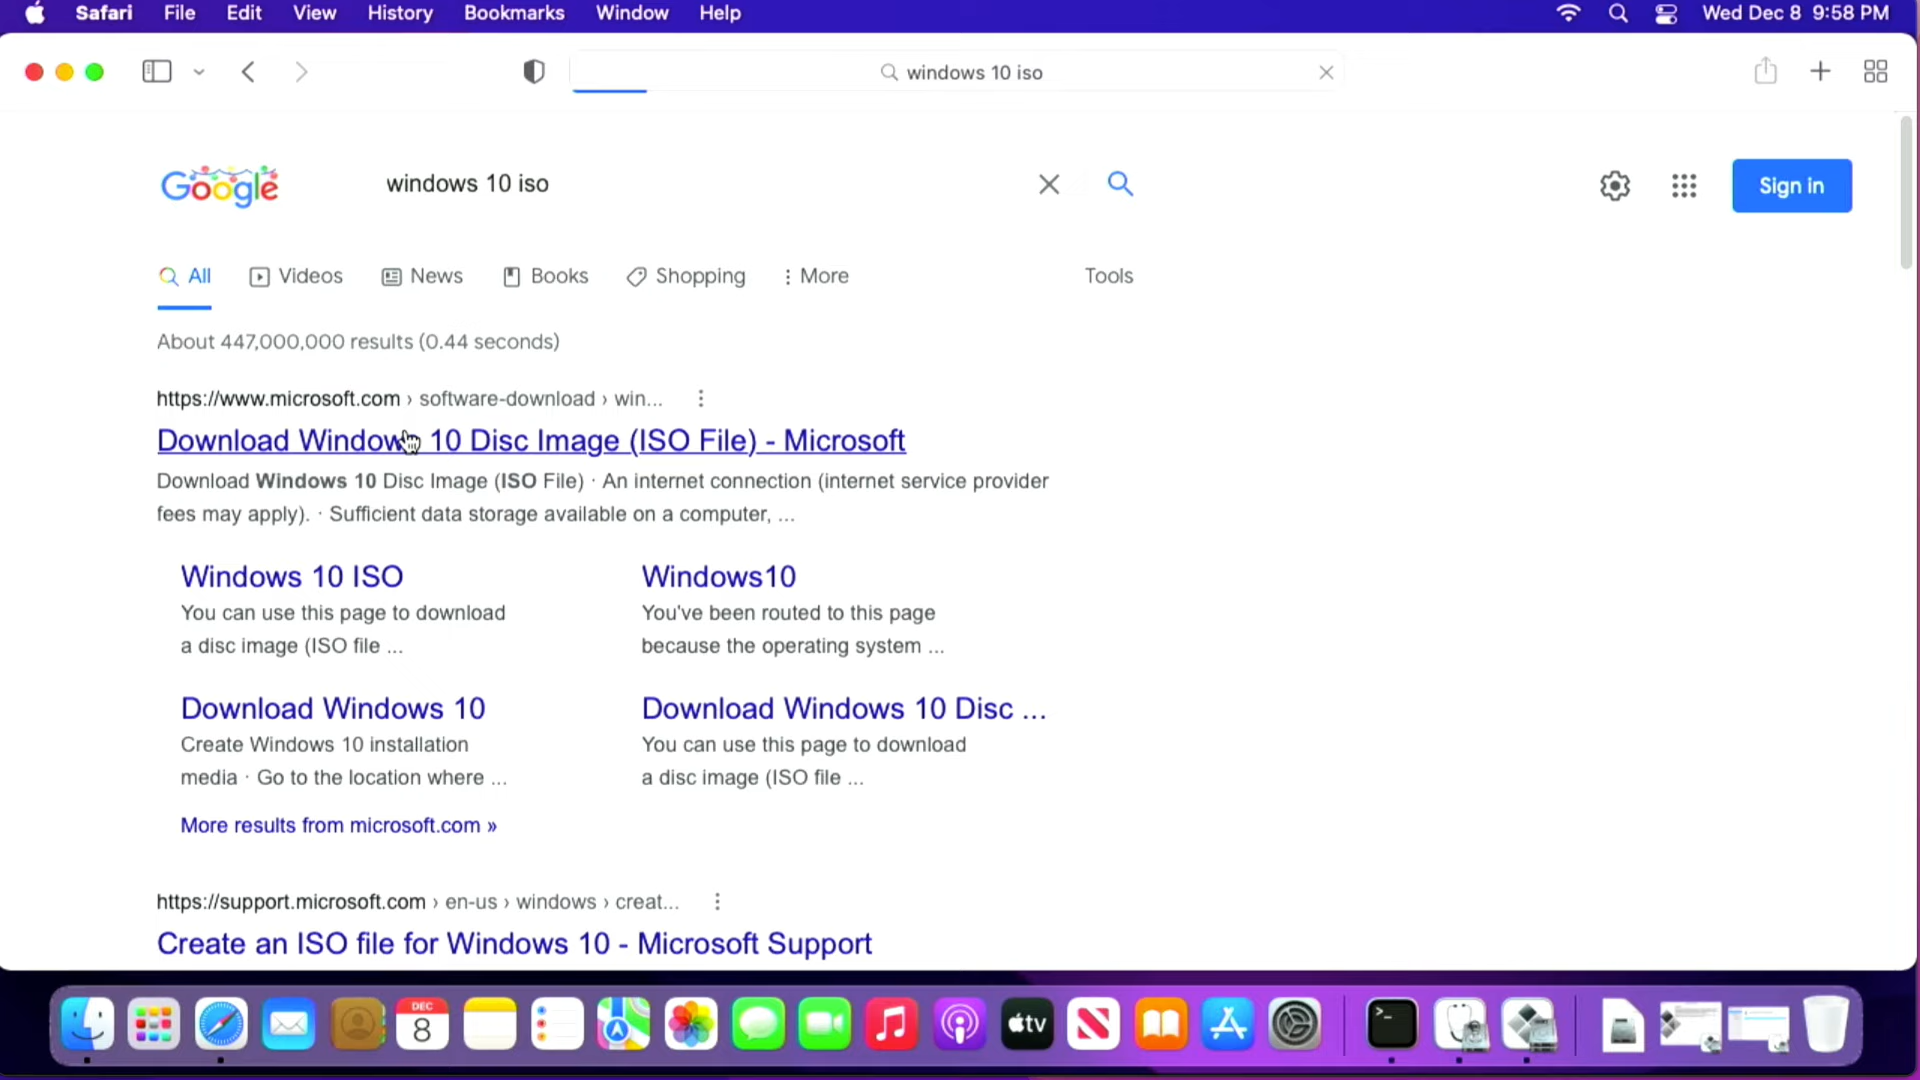 Safari File Edit View History Bookmarks Window Help Wed Dec 8 9:58 PM
windows 10 iso
Google windows 10 iso Sign in
All Videos News Books Shopping More Tools
About 447,000,000 results (0.44 seconds)
https://www.microsoft.com › software-download › win...
Download Windows 10 Disc Image (ISO File) - Microsoft
Download Windows 10 Disc Image (ISO File) · An internet connection (internet service provider
fees may apply). · Sufficient data storage available on a computer, ...
Windows 10 ISO
You can use this page to download
a disc image (ISO file ...
Windows10
You've been routed to this page
because the operating system ...
Download Windows 10
Create Windows 10 installation
media · Go to the location where ...
Download Windows 10 Disc ...
You can use this page to download
a disc image (ISO file ...
More results from microsoft.com »
https://support.microsoft.com › en-us › windows › creat...
Create an ISO file for Windows 10 - Microsoft Support
DEC
8
tv